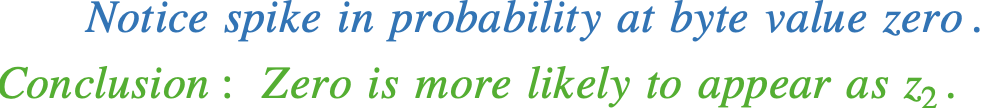 Notice spike in probability at byte value zero .
Conclusion : Zero is more likely to appear as z₂ .